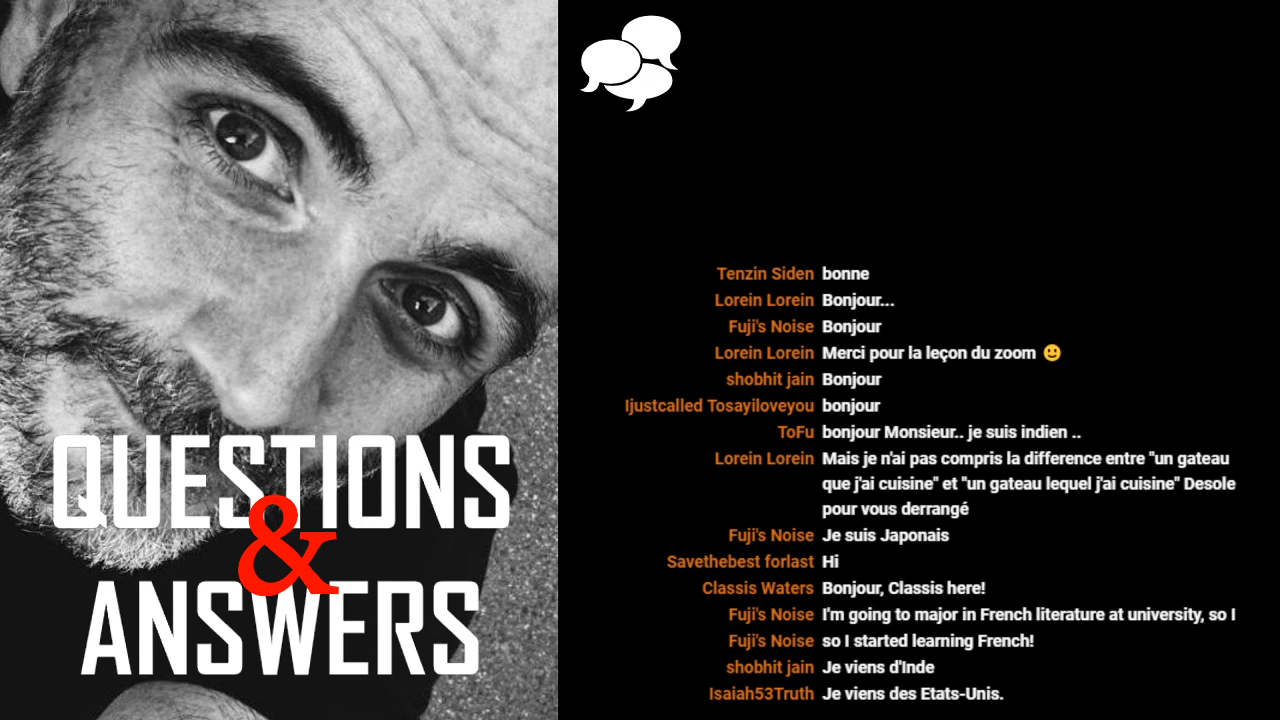 QUESTIONS
&
ANSWERS
Tenzin Siden bonne
Lorein Lorein Bonjour...
Fuji's Noise Bonjour
Lorein Lorein Merci pour la leçon du zoom 🙂
shobhit jain Bonjour
Ijustcalled Tosayiloveyou bonjour
ToFu bonjour Monsieur.. je suis indien ..
Lorein Lorein Mais je n'ai pas compris la difference entre "un gateau
que j'ai cuisine" et "un gateau lequel j'ai cuisine" Desole
pour vous derrangé
Fuji's Noise Je suis Japonais
Savethebest forlast Hi
Classis Waters Bonjour, Classis here!
Fuji's Noise I'm going to major in French literature at university, so I
Fuji's Noise so I started learning French!
shobhit jain Je viens d'Inde
Isaiah53Truth Je viens des Etats-Unis.